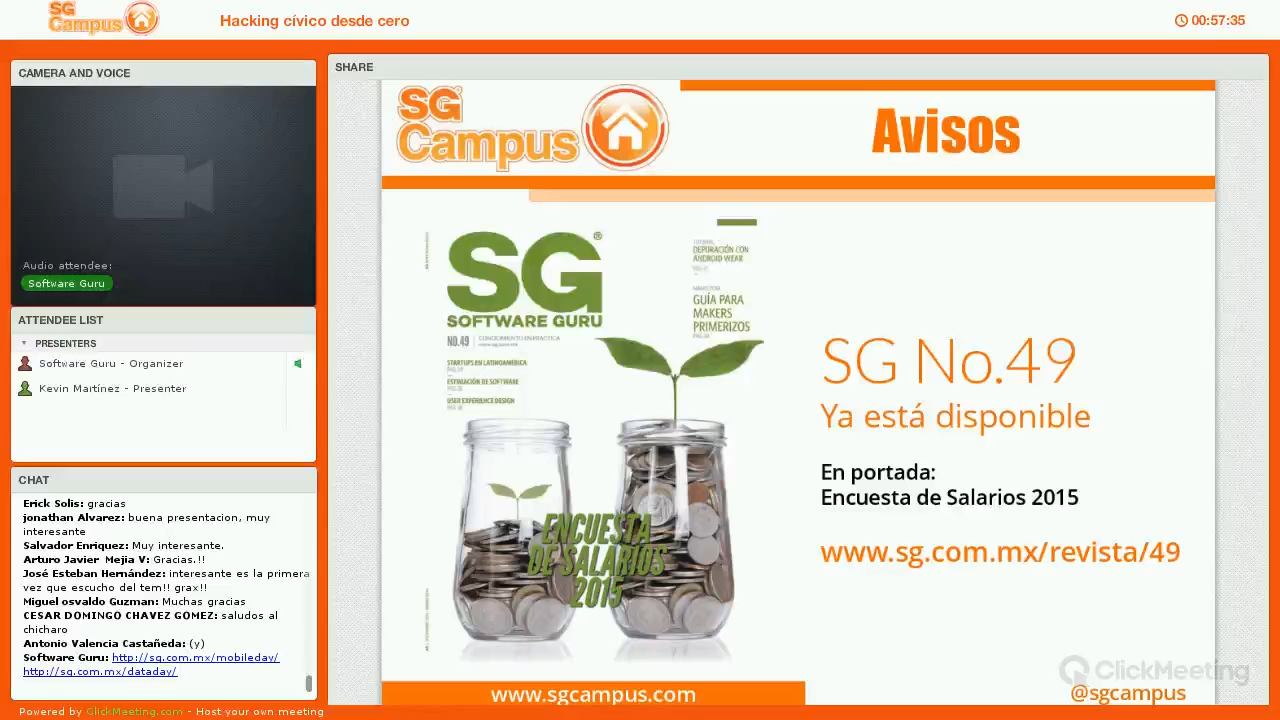 SG
Campus
Hacking cívico desde cero
00:57:35
CAMERA AND VOICE
Audio attendee:
Software Guru
ATTENDEE LIST
PRESENTERS
Software Guru - Organizer
Kevin Martínez - Presenter
CHAT
Erick Solis: gracias
jonathan Alvarez: buena presentacion, muy
interesante
Salvador Enriquez: Muy interesante.
Arturo Javier Mejia V: Gracias.!!
José Esteban Hernández: interesante es la primera
vez que escucho del tem!! grax!!
Miguel osvaldo Guzman: Muchas gracias
CESAR DOMINGO CHAVEZ GOMEZ: saludos al
chicharo
Antonio Valencia Castañeda: (y)
Software Guru: http://sg.com.mx/mobileday/
http://sg.com.mx/dataday/
Powered by ClickMeeting.com - Host your own meeting
SHARE
SG
Campus
Avisos
SG®
SOFTWARE GURU
NO.49
CONOCIMIENTO EN PRÁCTICA
www.sg.com.mx
DEPURACIÓN CON
ANDROID WEAR
GUÍA PARA
MAKERS
PRIMERIZOS
STARTUPS EN LATINOAMÉRICA
ESTIMACIÓN DE SOFTWARE
USER EXPERIENCE DESIGN
ENCUESTA
DE SALARIOS
2015
SG No.49
Ya está disponible
En portada:
Encuesta de Salarios 2015
www.sg.com.mx/revista/49
ClickMeeting
www.sgcampus.com
@sgcampus